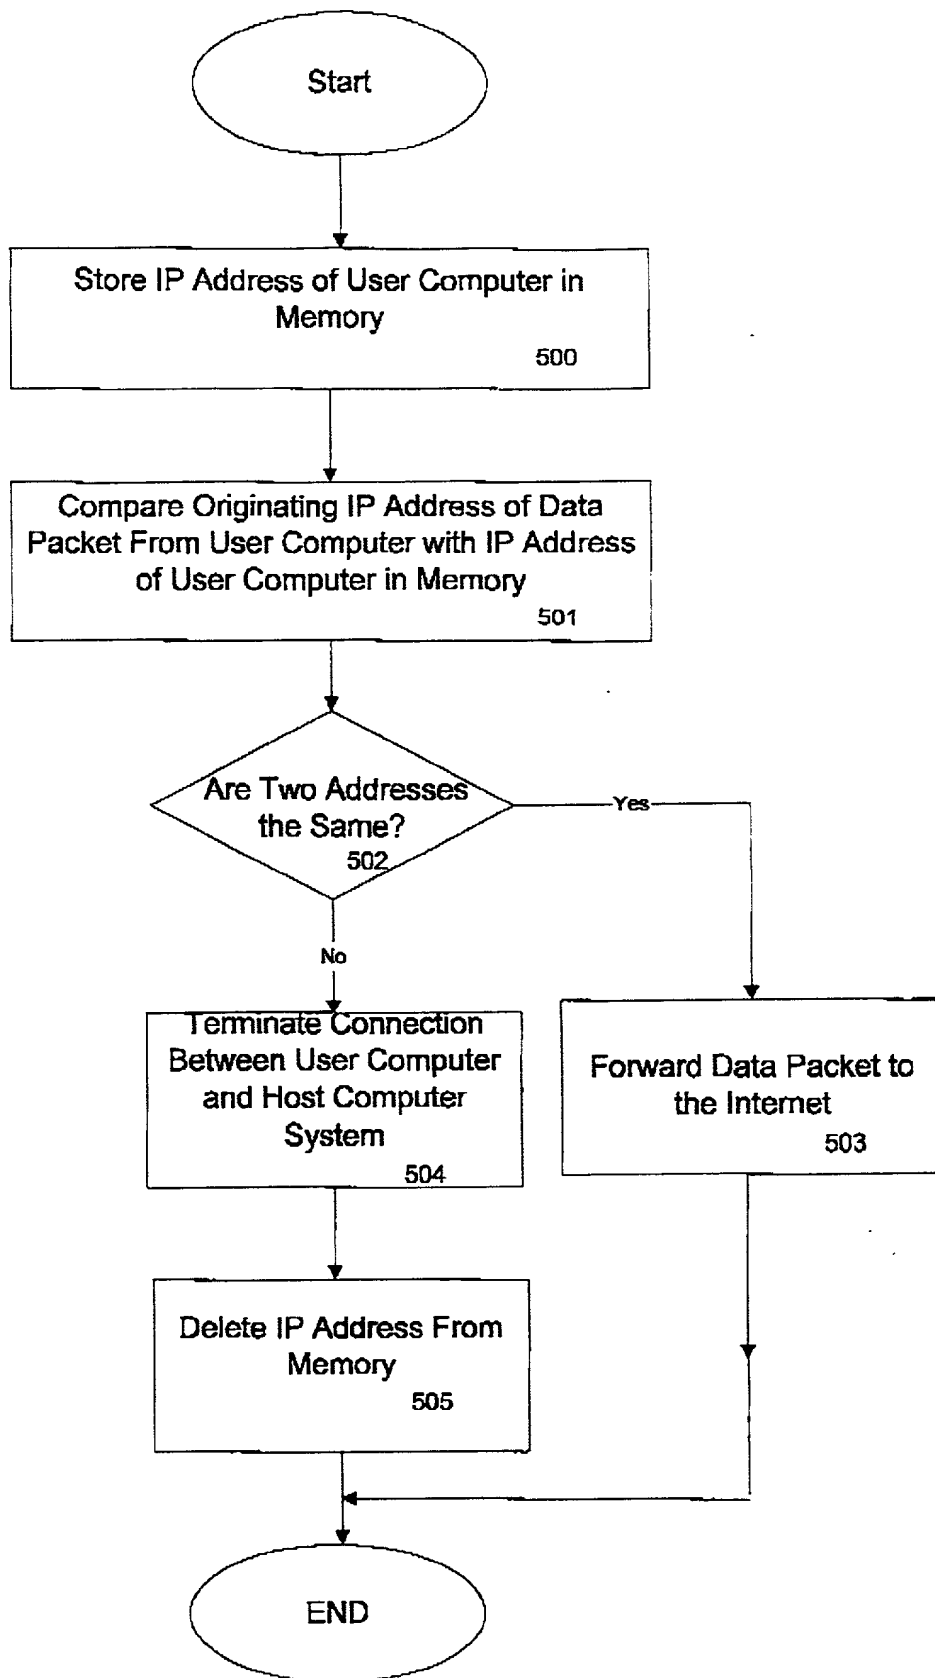 Start
Store IP Address of User Computer in
Memory
500
Compare Originating IP Address of Data
Packet From User Computer with IP Address
of User Computer in Memory
501
Are Two Addresses
the Same?
502
Yes
No
Terminate Connection
Between User Computer
and Host Computer
System
504
Forward Data Packet to
the Internet
503
Delete IP Address From
Memory
505
END